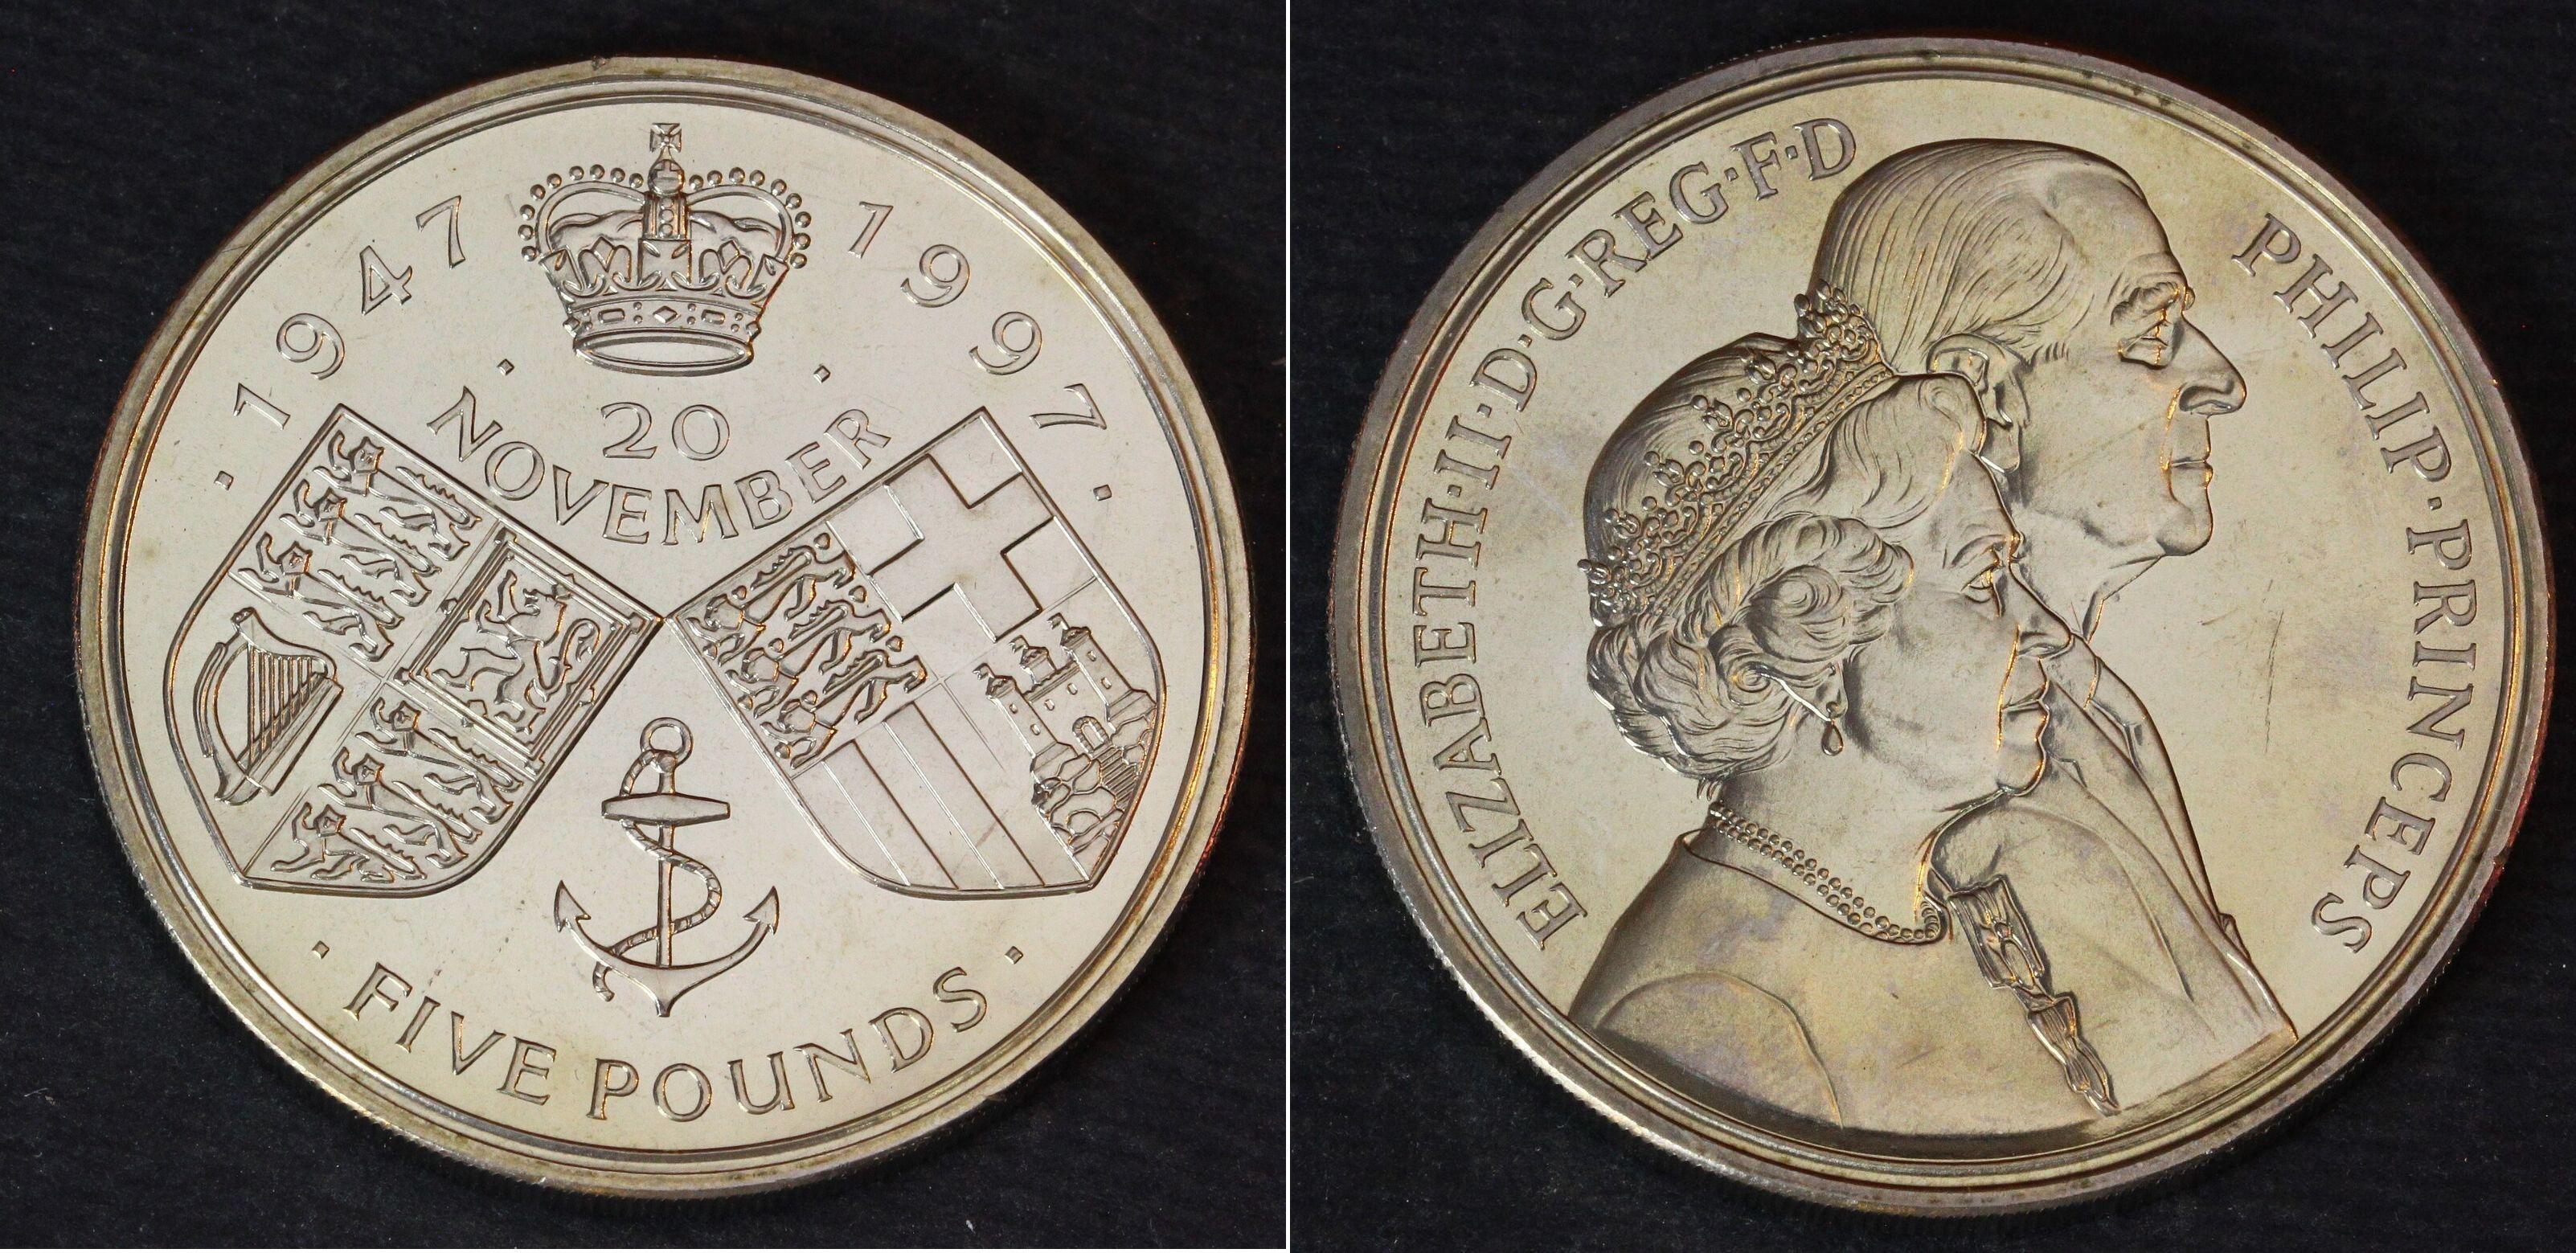 · 1947 1997 ·
· 20 ·
NOVEMBER
· FIVE POUNDS ·
ELIZABETH·II·D·G·REG·F·D
PHILIP·PRINCEPS